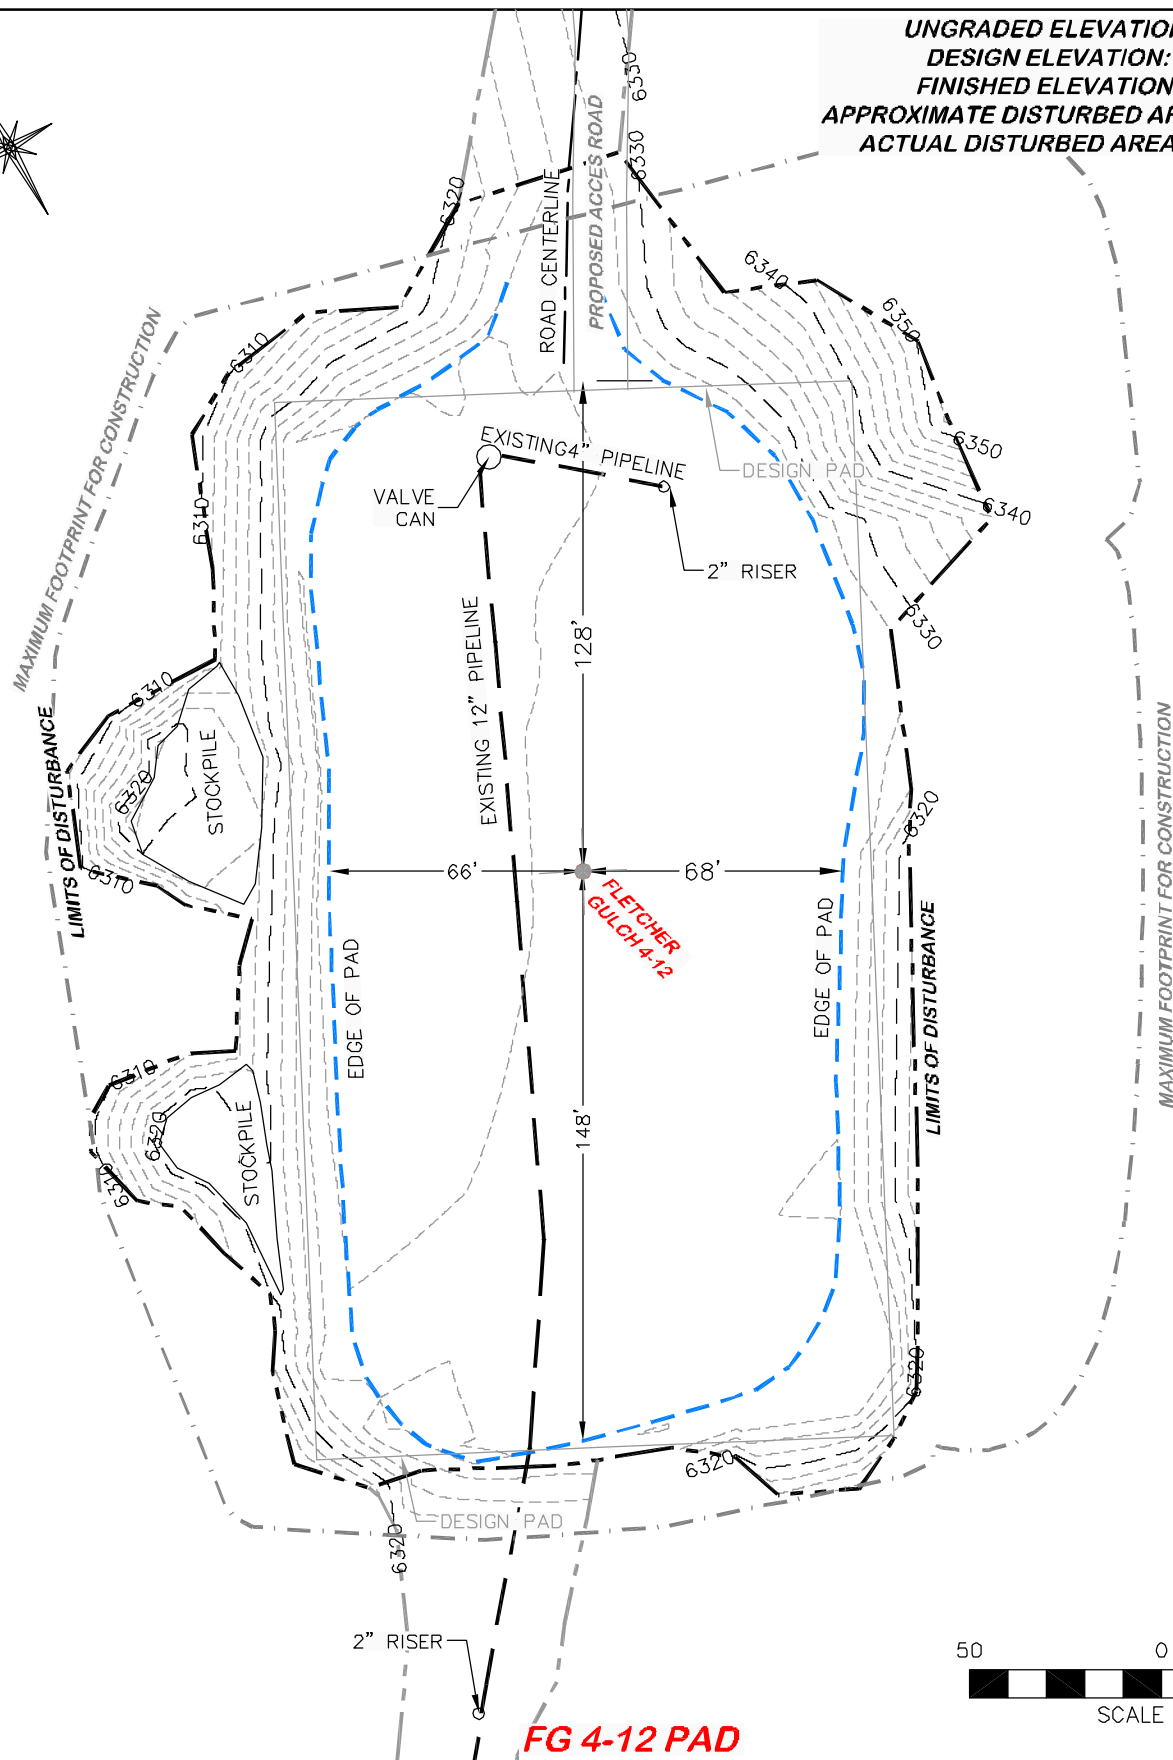 UNGRADED ELEVATIO
DESIGN ELEVATION:
FINISHED ELEVATION
APPROXIMATE DISTURBED AR
ACTUAL DISTURBED AREA
6330
6330
6320
ROAD CENTERLINE
PROPOSED ACCES ROAD
6340
6350
6310
MAXIMUM FOOTPRINT FOR CONSTRUCTION
EXISTING4" PIPELINE
6350
DESIGN PAD
VALVE
CAN
6310
6340
2" RISER
6330
128'
EXISTING 12" PIPELINE
6310
STOCKPILE
6320
LIMITS OF DISTURBANCE
6310
6320
66'
68'
FLETCHER
GULCH 4-12
MAXIMUM FOOTPRINT FOR CONSTRUCTION
EDGE OF PAD
EDGE OF PAD
LIMITS OF DISTURBANCE
6310
6320
STOCKPILE
148'
6310
6320
6320
DESIGN PAD
6320
2" RISER
50
0
SCALE
FG 4-12 PAD